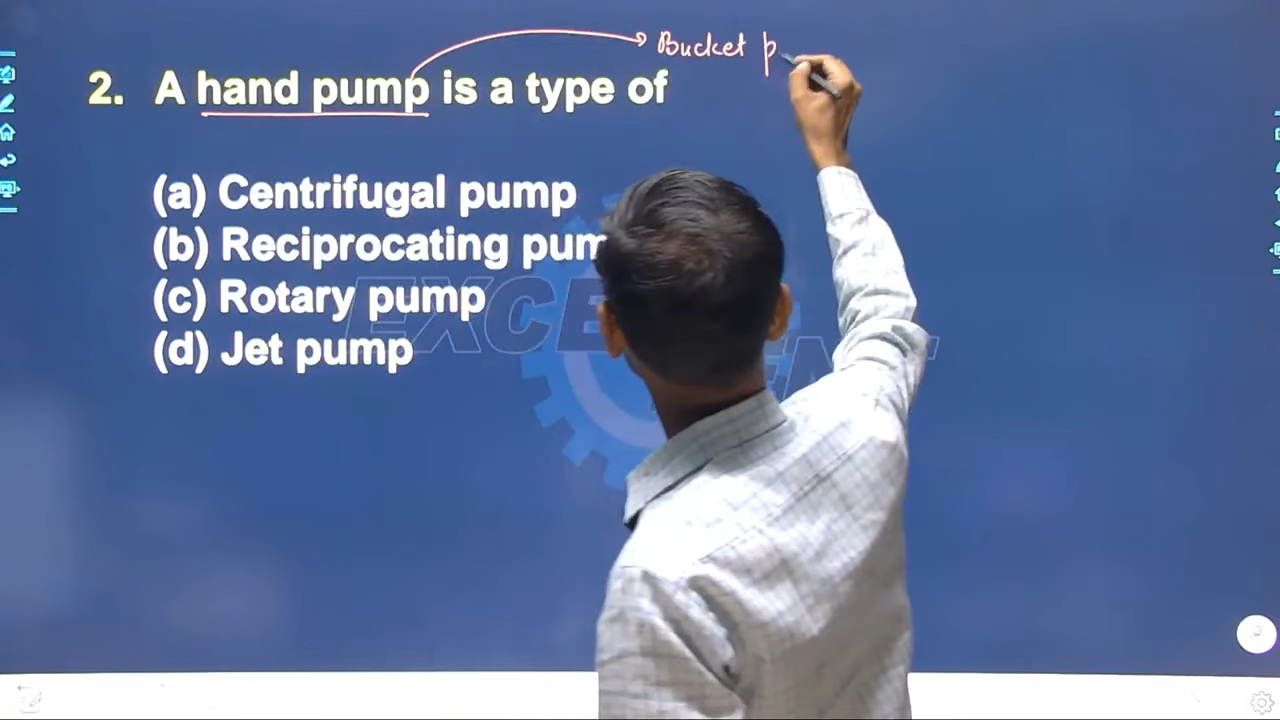 Bucket p
2. A hand pump is a type of
(a) Centrifugal pump
(b) Reciprocating pum
(c) Rotary pump
(d) Jet pump